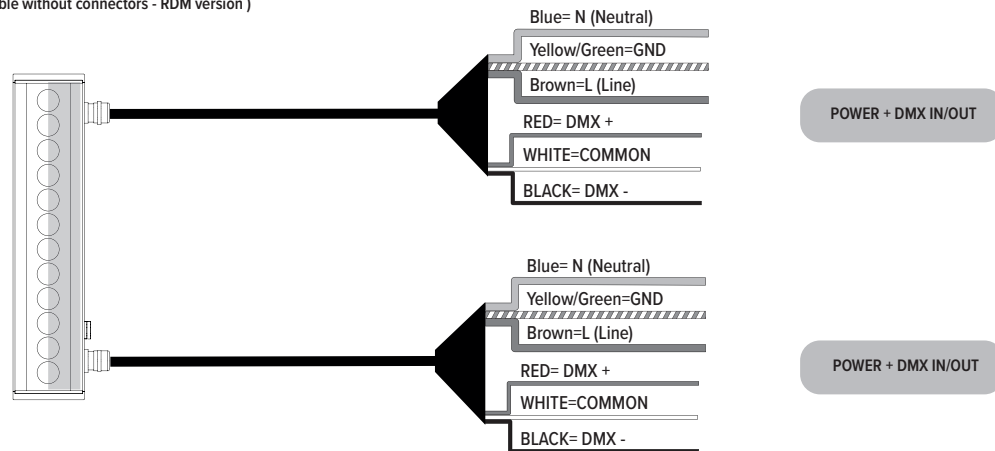 without connectors - RDM version )
Blue= N (Neutral)
Yellow/Green=GND
Brown=L (Line)
RED= DMX +
WHITE=COMMON
BLACK= DMX -
POWER + DMX IN/OUT
Blue= N (Neutral)
Yellow/Green=GND
Brown=L (Line)
RED= DMX +
WHITE=COMMON
BLACK= DMX -
POWER + DMX IN/OUT